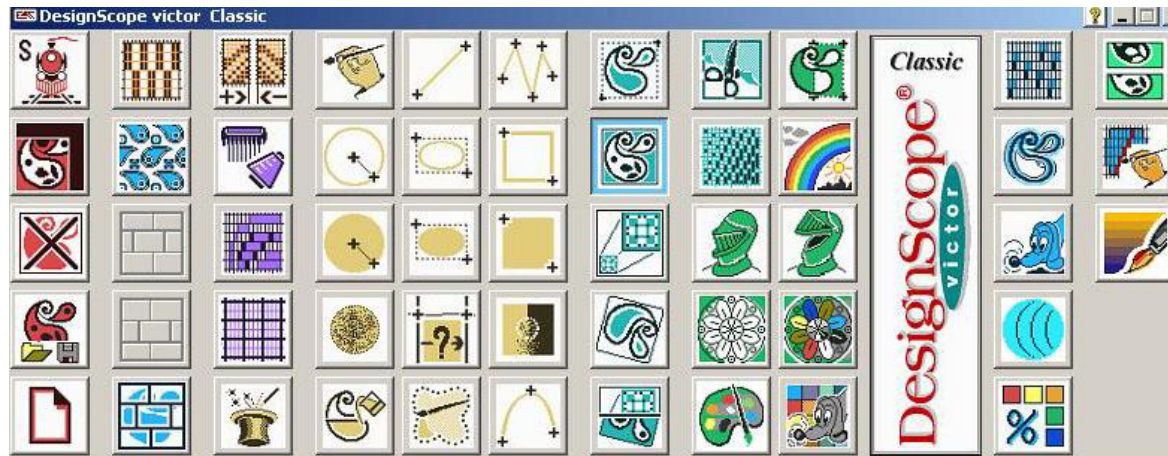 DesignScope victor Classic
S
Classic
DesignScope® victor
+> <-
-?→
%